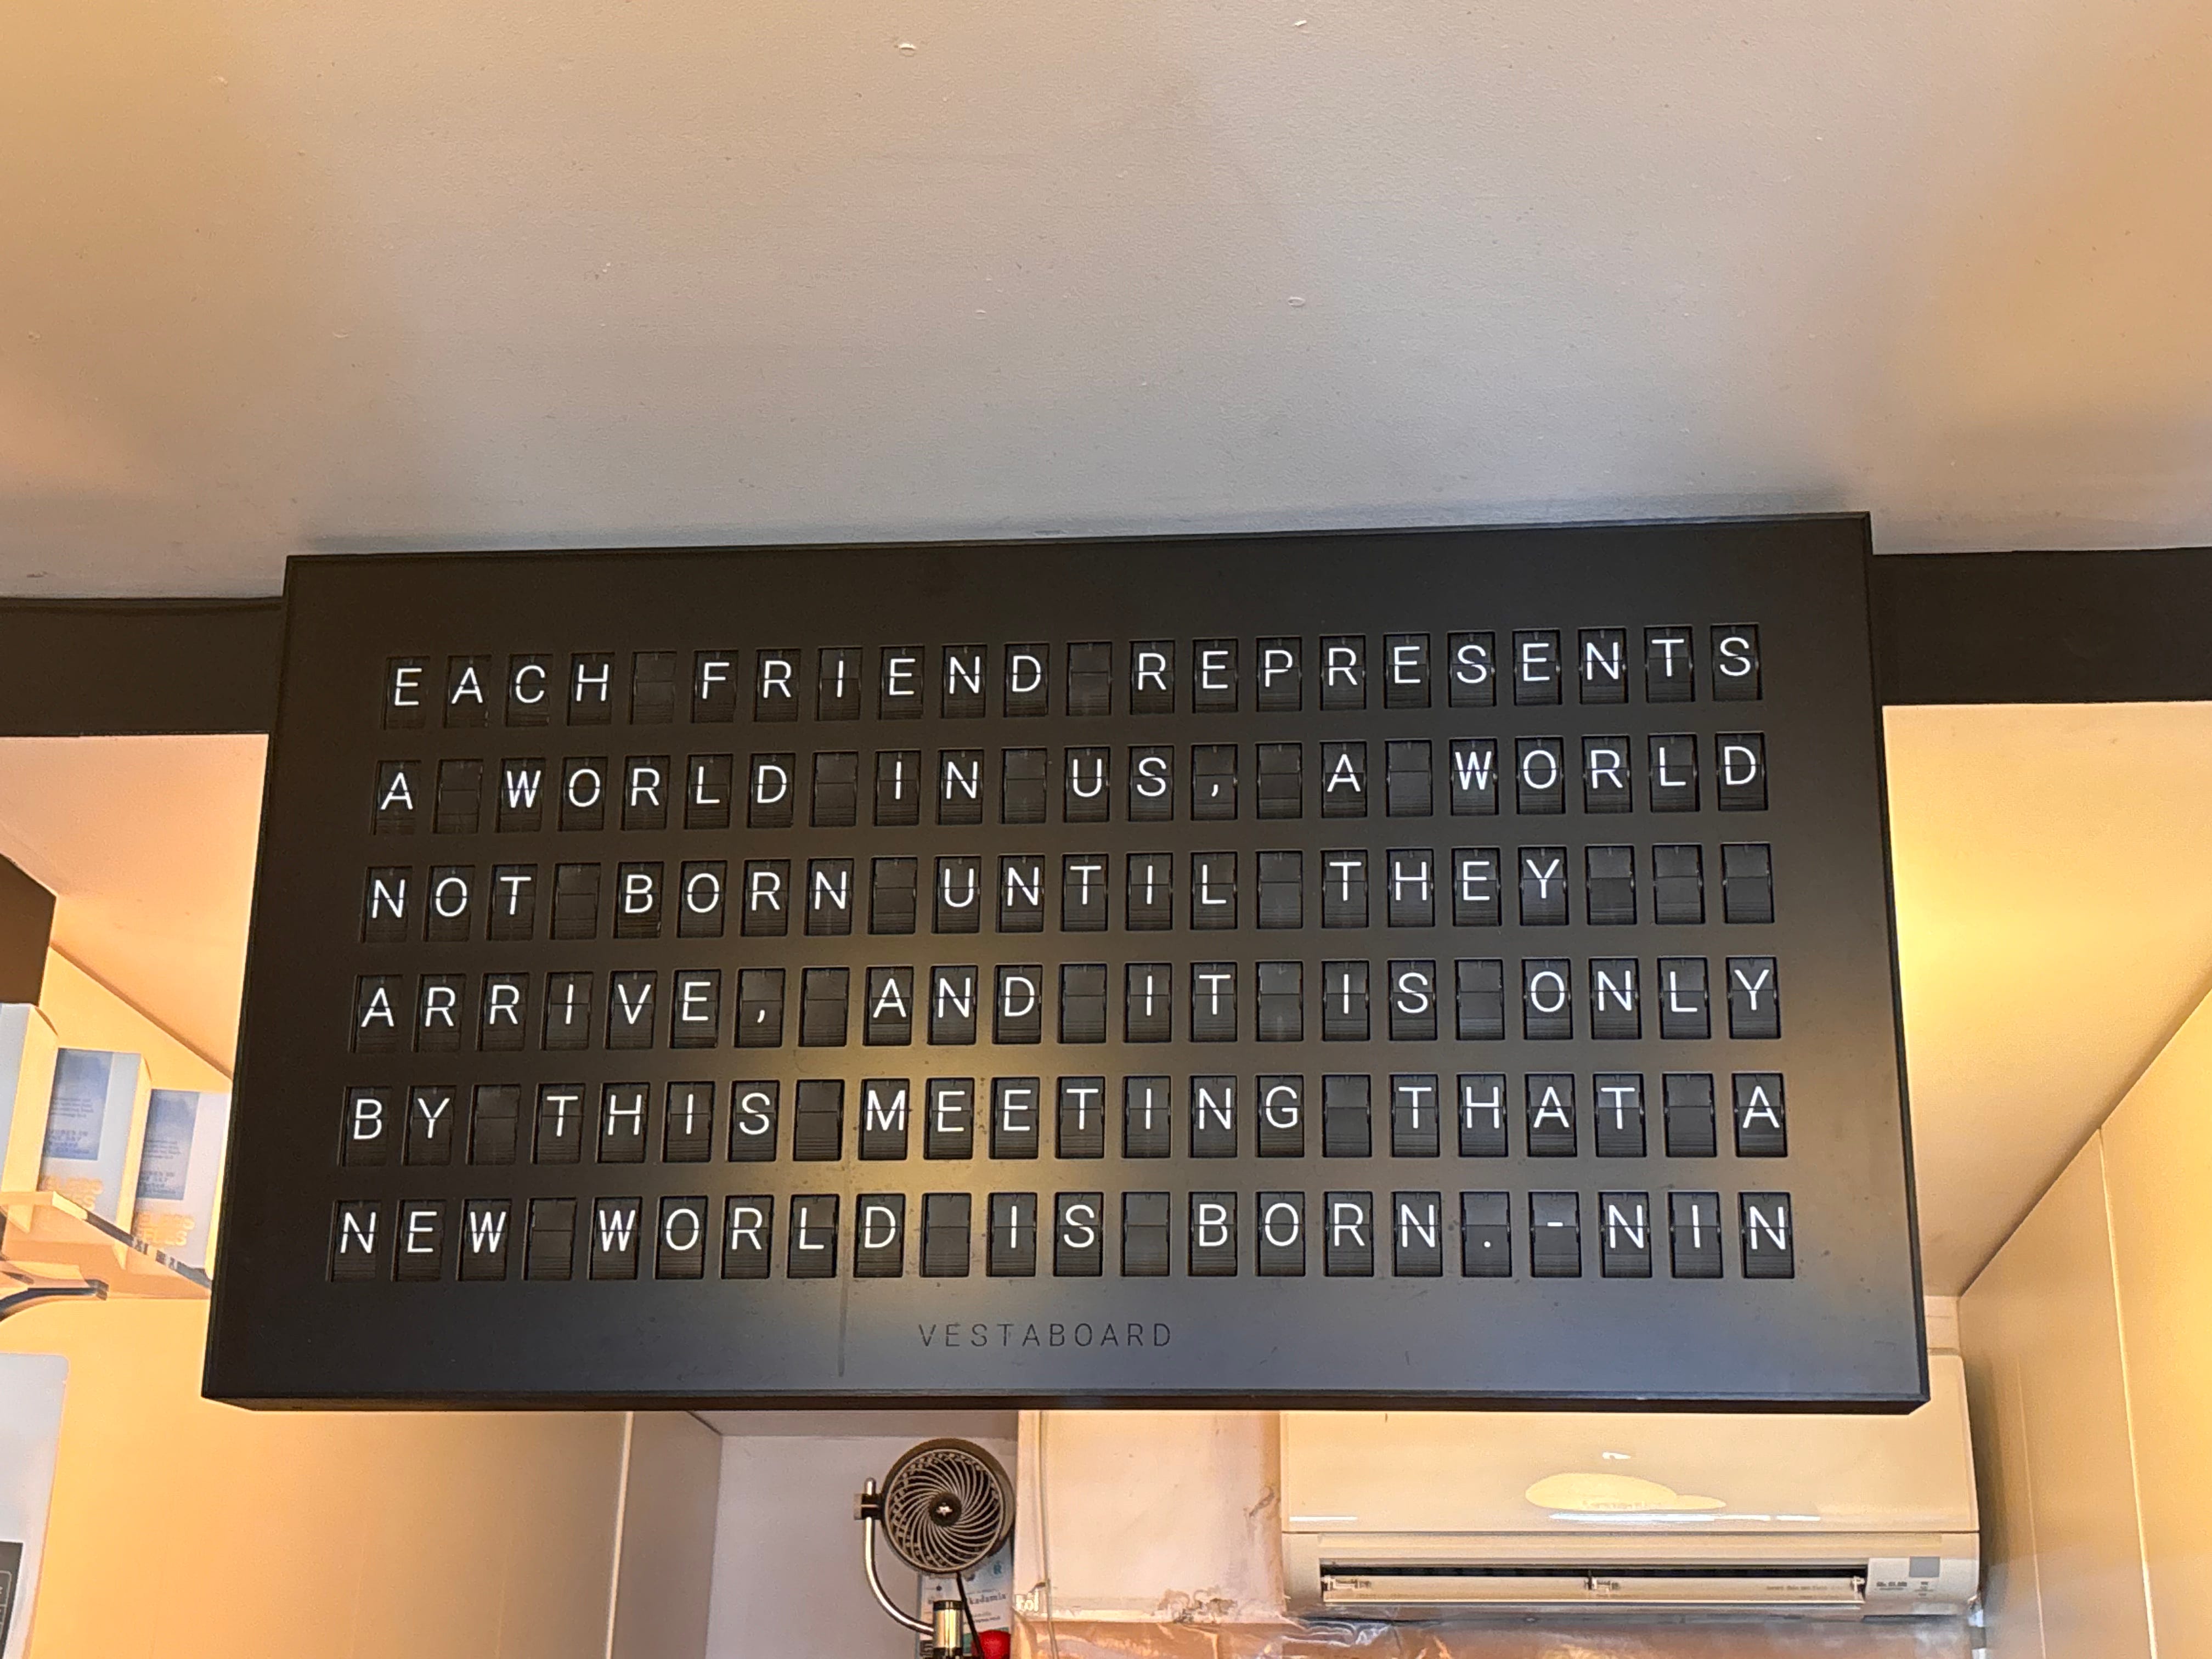 EACH FRIEND REPRESENTS
A WORLD IN US, A WORLD
NOT BORN UNTIL THEY
ARRIVE, AND IT IS ONLY
BY THIS MEETING THAT A
NEW WORLD IS BORN.-NIN
VESTABOARD